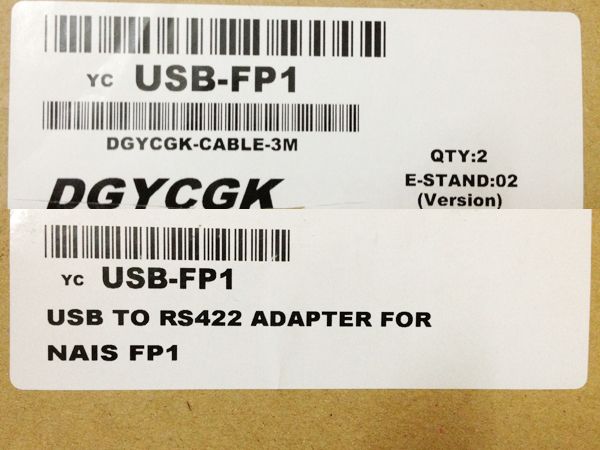 YC USB-FP1
DGYCGK-CABLE-3M
QTY:2
DGYCGK
E-STAND:02
(Version)
YC USB-FP1
USB TO RS422 ADAPTER FOR
NAIS FP1